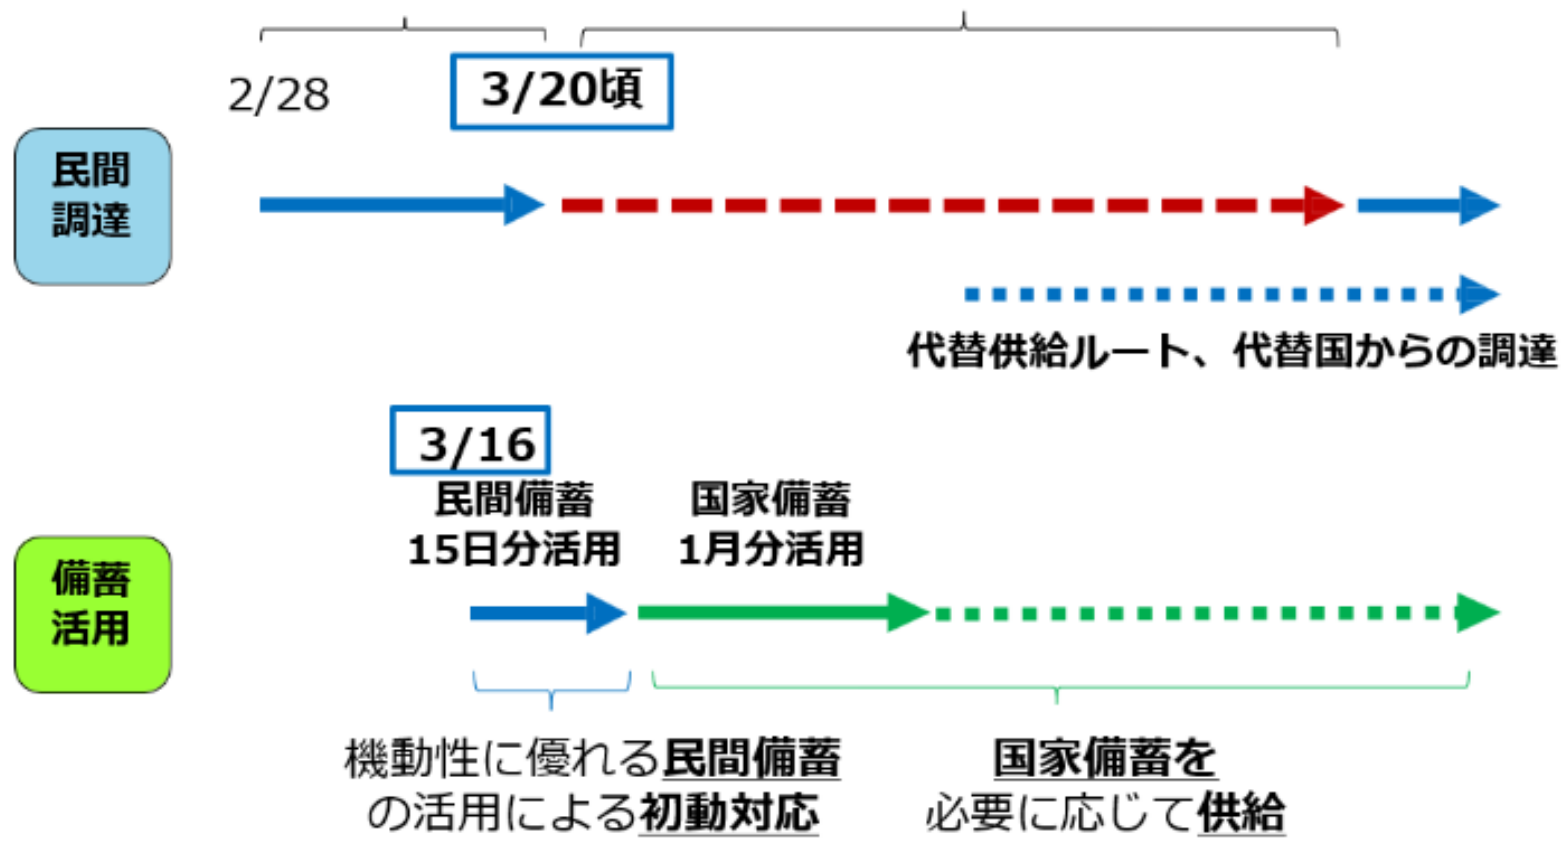 2/28
3/20頃
民間
調達
代替供給ルート、代替国からの調達
3/16
民間備蓄
15日分活用
国家備蓄
1月分活用
備蓄
活用
機動性に優れる民間備蓄
の活用による初動対応
国家備蓄を
必要に応じて供給